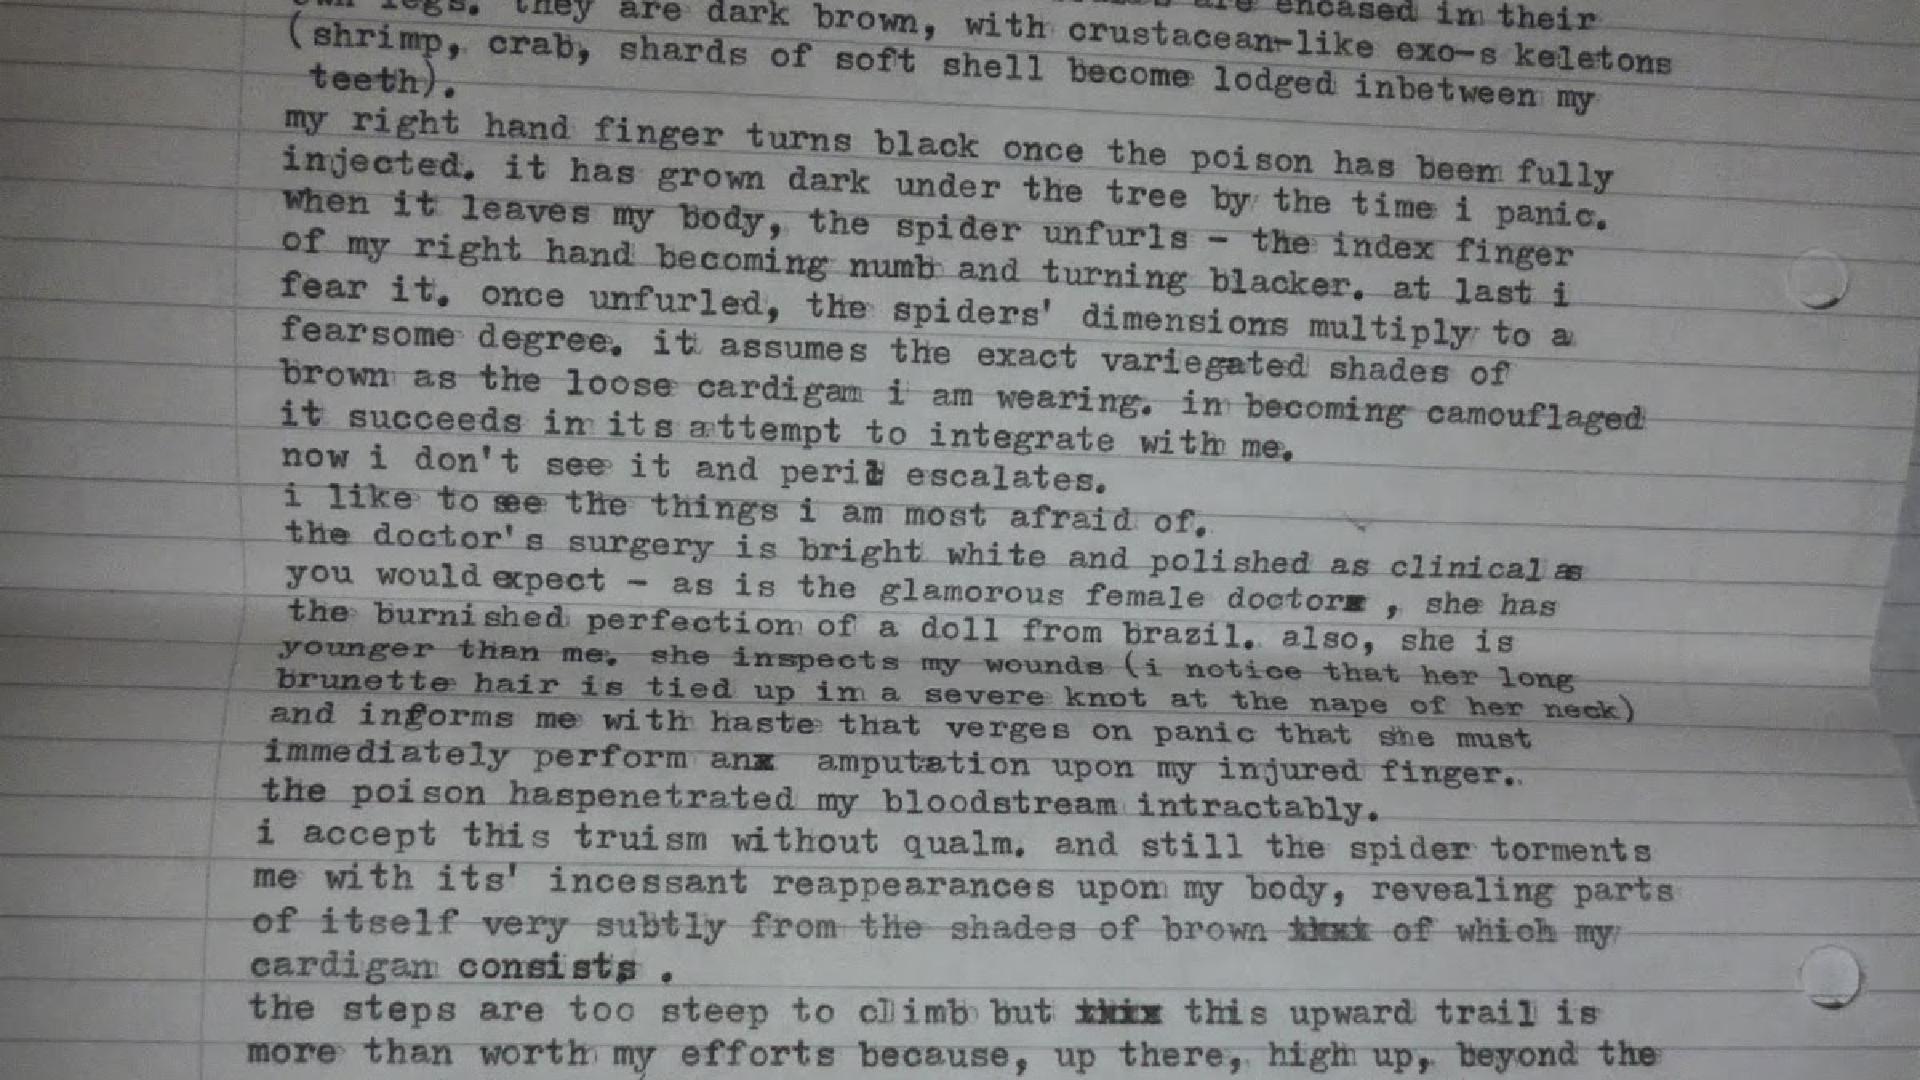 own legs. they are dark brown, with crustacean-like exo-s keletons
are encased in their
(shrimp, crab, shards of soft shell become lodged inbetween my
teeth).
my right hand finger turns black once the poison has been fully
injected. it has grown dark under the tree by the time i panic.
when it leaves my body, the spider unfurls - the index finger
of my right hand becoming numb and turning blacker. at last i
fear it. once unfurled, the spiders' dimensions multiply to a
fearsome degree. it assumes the exact variegated shades of
brown as the loose cardigan i am wearing. in becoming camouflaged
it succeeds in its attempt to integrate with me.
now i don't see it and peril escalates.
i like to see the things i am most afraid of.
the doctor's surgery is bright white and polished as clinical as
you would expect - as is the glamorous female doctor , she has
the burnished perfection of a doll from brazil. also, she is
younger than me. she inspects my wounds (i notice that her long
brunette hair is tied up in a severe knot at the nape of her neck)
and informs me with haste that verges on panic that she must
immediately perform anx amputation upon my injured finger.
the poison haspenetrated my bloodstream intractably.
i accept this truism without qualm. and still the spider torments
me with its' incessant reappearances upon my body, revealing parts
of itself very subtly from the shades of brown of which my
cardigan consists .
the steps are too steep to climb but this upward trail is
more than worth my efforts because, up there, high up, beyond the